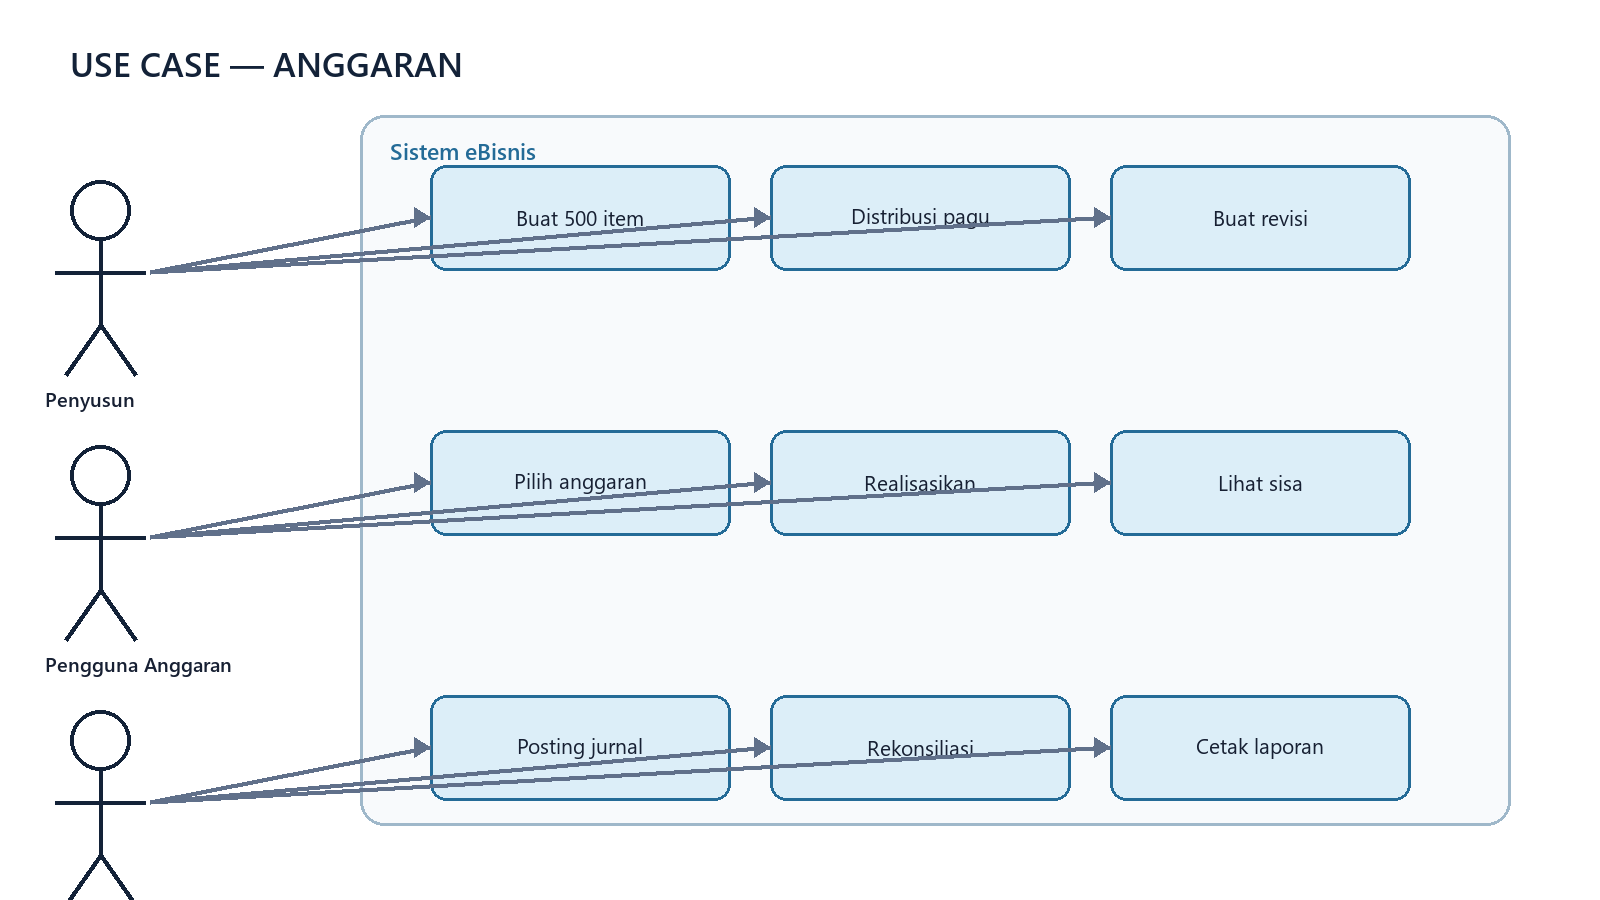 USE CASE — ANGGARAN
Sistem eBisnis
Buat 500 item
Distribusi pagu
Buat revisi
Penyusun
Pilih anggaran
Realisasikan
Lihat sisa
Pengguna Anggaran
Posting jurnal
Rekonsiliasi
Cetak laporan